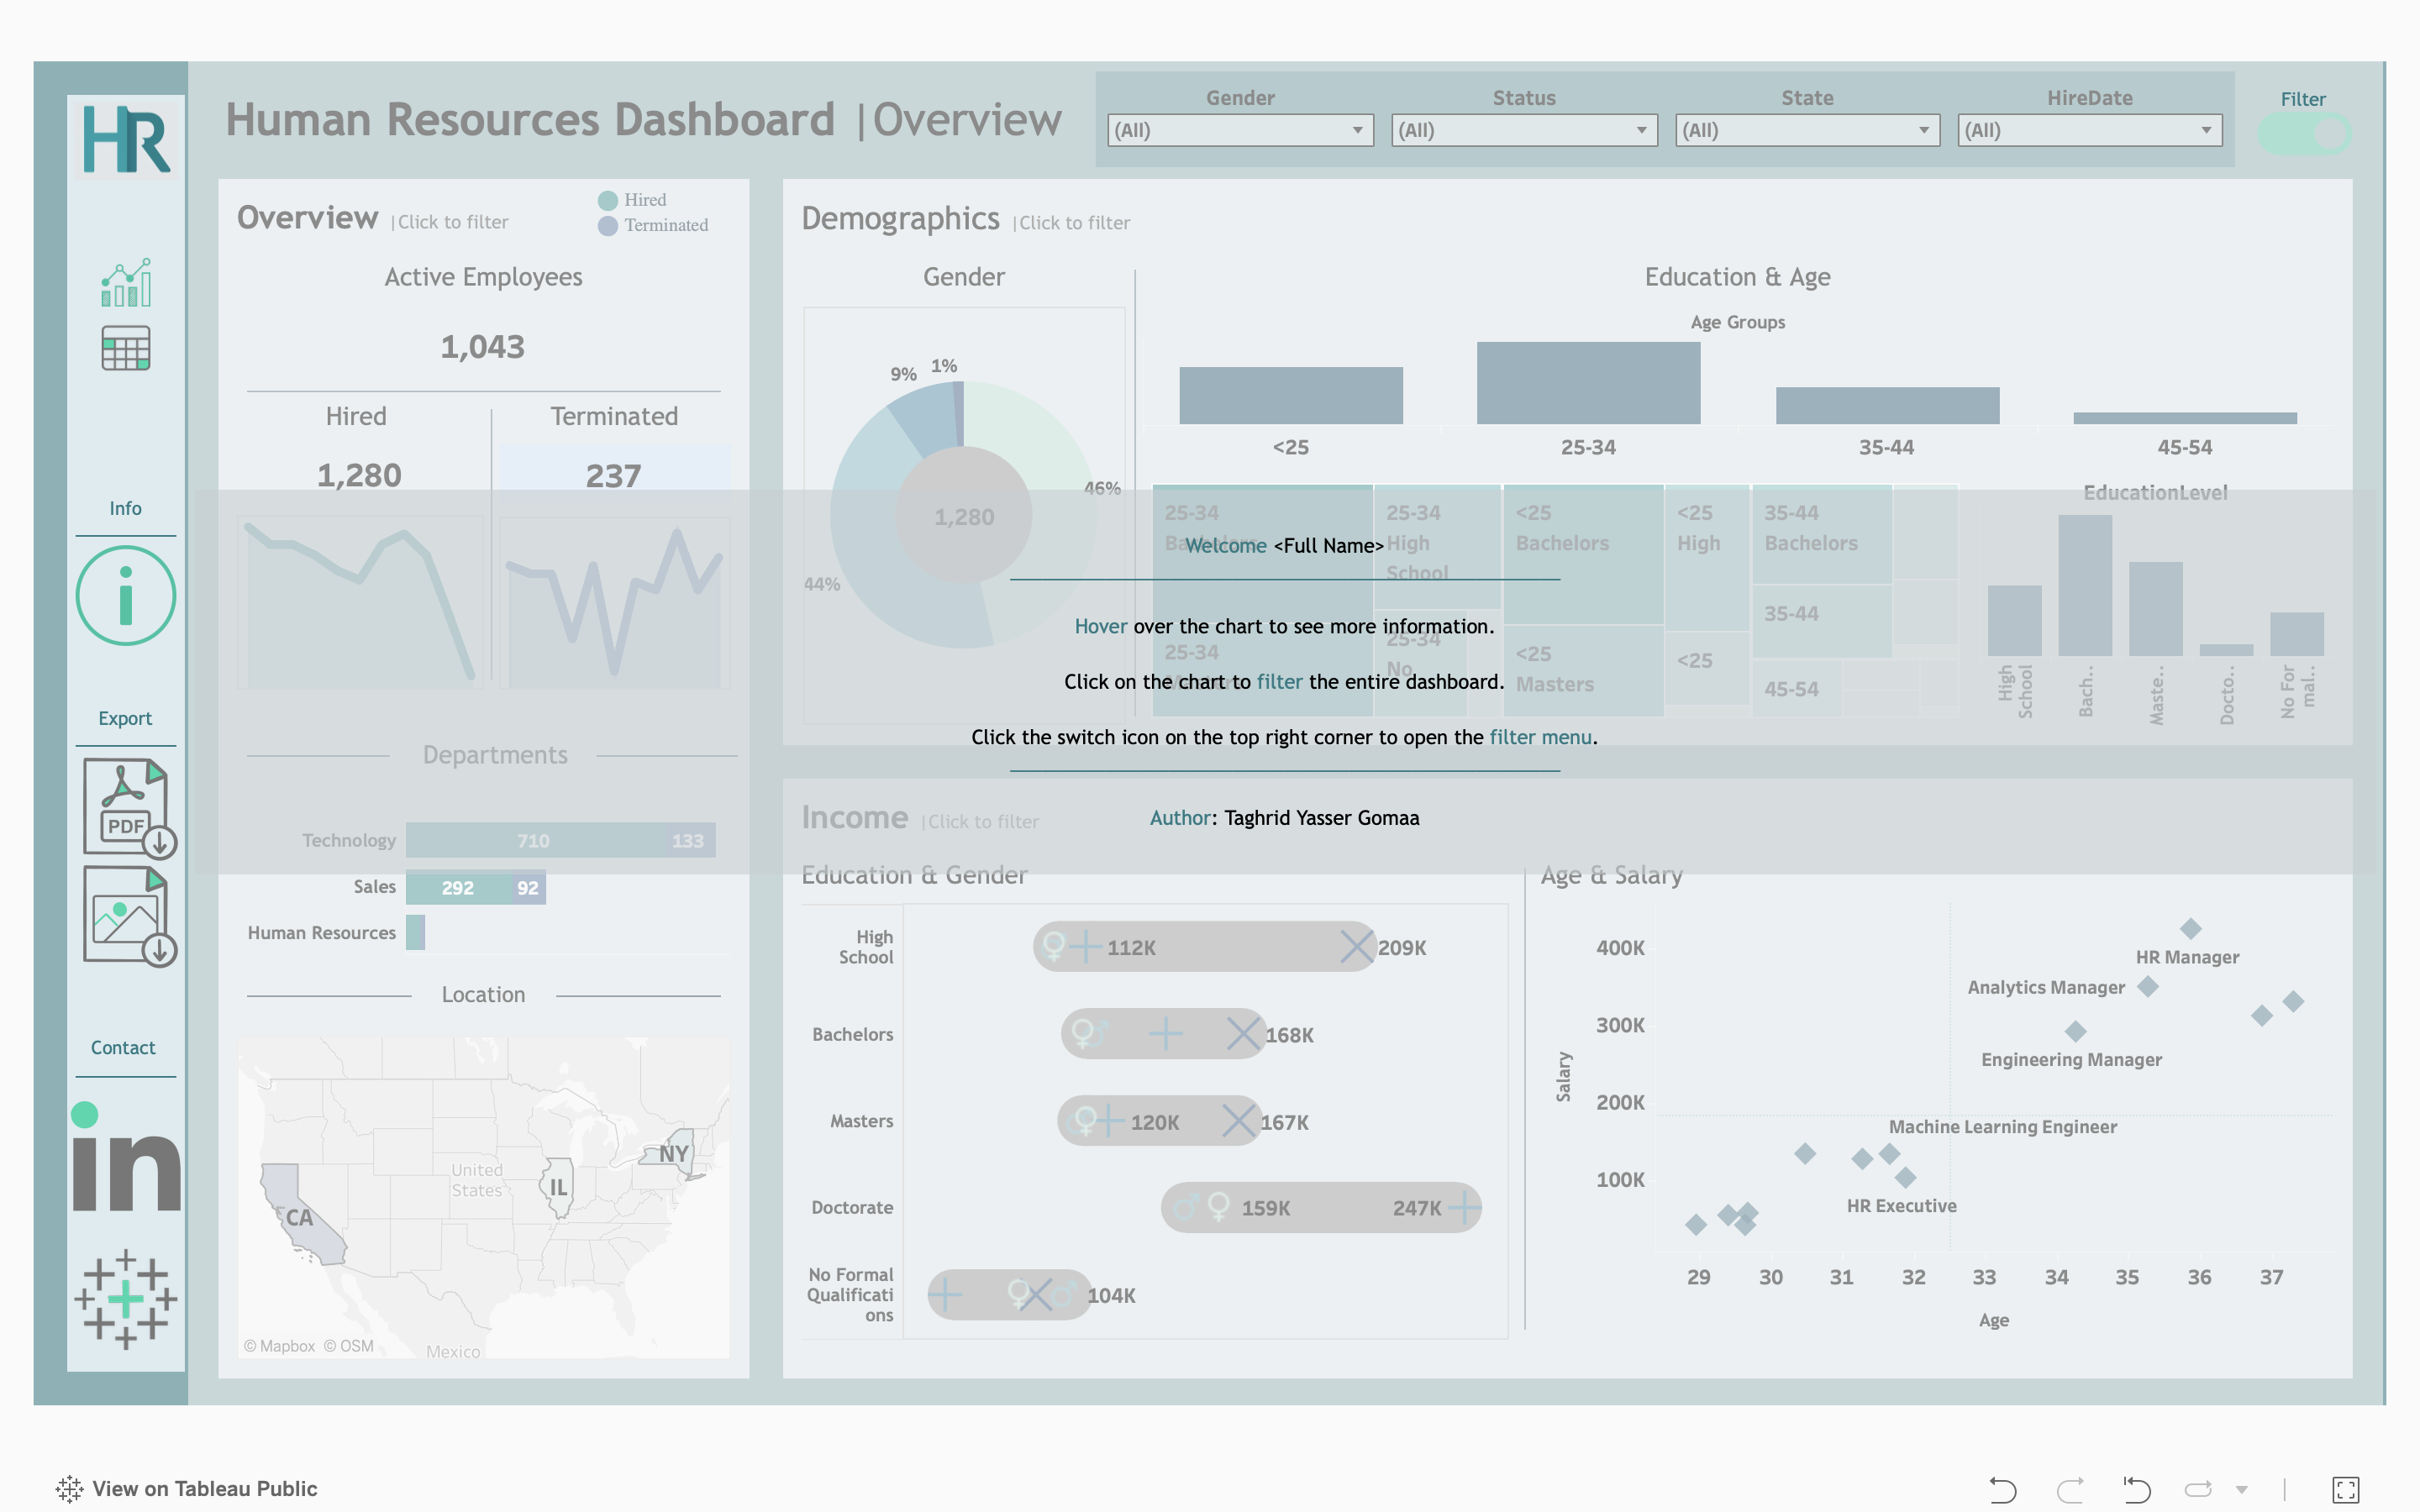 HR
Human Resources Dashboard |Overview
Gender
Status
State
HireDate
Filter
(All)
(All)
(All)
(All)
Overview |Click to filter
Hired
Terminated
Active Employees
1,043
Hired
Terminated
1,280
237
Departments
Technology
710
133
Sales
292
92
Human Resources
Location
United
States
NY
IL
CA
© Mapbox © OSM
Mexico
Info
Export
PDF
Contact
in
Demographics |Click to filter
Gender
9%
1%
46%
44%
1,280
Education & Age
Age Groups
<25
25-34
35-44
45-54
25-34
25-34
High
School
<25
Bachelors
<25
High
35-44
Bachelors
25-34
25-34
No
<25
Masters
<25
35-44
45-54
EducationLevel
High
School
Bach..
Maste..
Docto..
No For
mal..
Welcome <Full Name>
Hover over the chart to see more information.
Click on the chart to filter the entire dashboard.
Click the switch icon on the top right corner to open the filter menu.
Author: Taghrid Yasser Gomaa
Income |Click to filter
Education & Gender
High
School
112K
209K
Bachelors
168K
Masters
120K
167K
Doctorate
159K
247K
No Formal
Qualificati
ons
104K
Age & Salary
Salary
400K
300K
200K
100K
HR Manager
Analytics Manager
Engineering Manager
Machine Learning Engineer
HR Executive
29
30
31
32
33
34
35
36
37
Age
View on Tableau Public